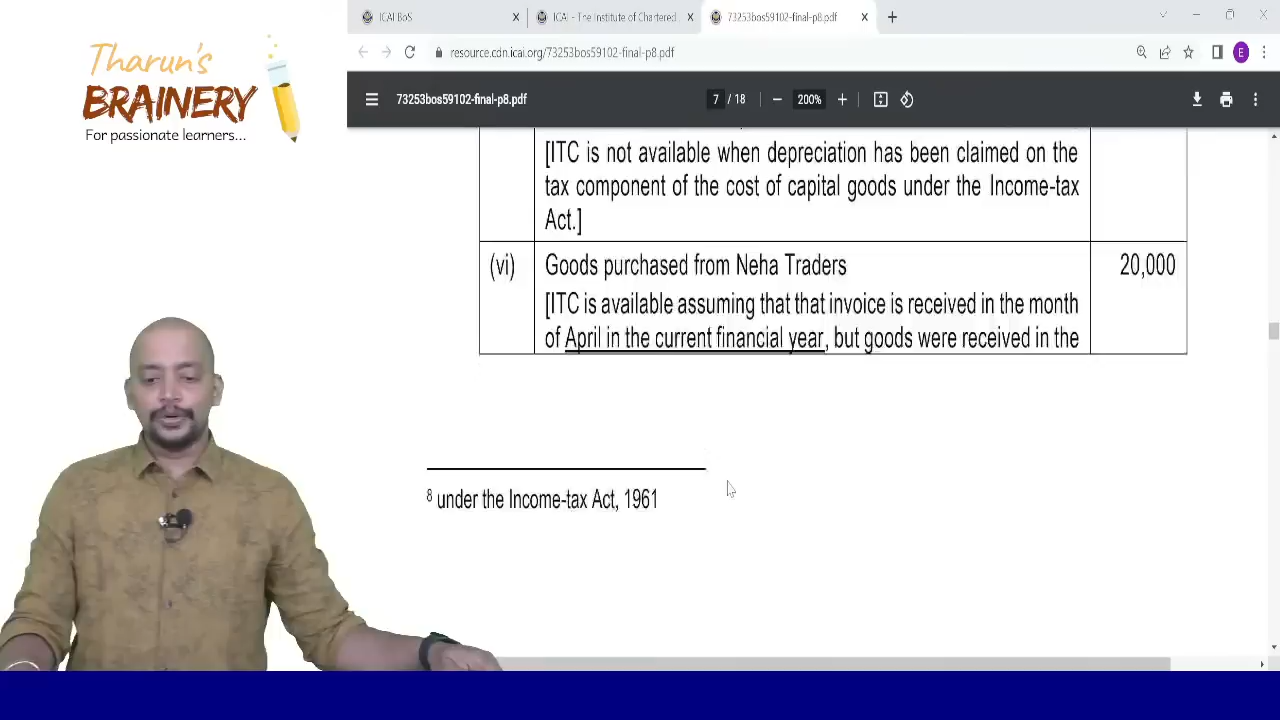 Tharun's
BRAINERY
For passionate learners...
ICAI BoS
ICAI - The Institute of Chartered
73253bos59102-final-p8.pdf
resource.cdn.icai.org/73253bos59102-final-p8.pdf
E
73253bos59102-final-p8.pdf
7 / 18
200%
[ITC is not available when depreciation has been claimed on the
tax component of the cost of capital goods under the Income-tax
Act.]
(vi) Goods purchased from Neha Traders 20,000
[ITC is available assuming that that invoice is received in the month
of April in the current financial year, but goods were received in the
8 under the Income-tax Act, 1961